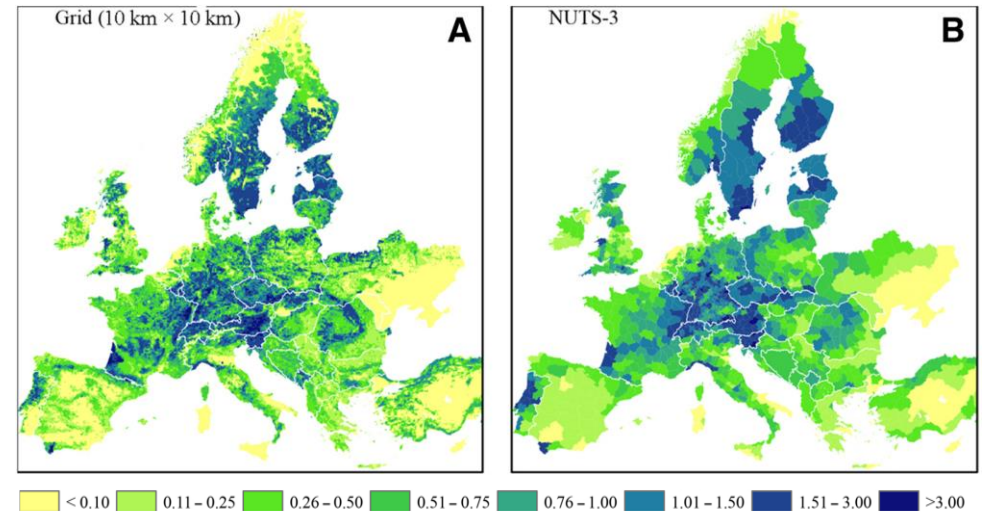 Grid (10 km × 10 km)
A
NUTS-3
B
< 0.10
0.11 – 0.25
0.26 – 0.50
0.51 – 0.75
0.76 – 1.00
1.01 – 1.50
1.51 – 3.00
>3.00